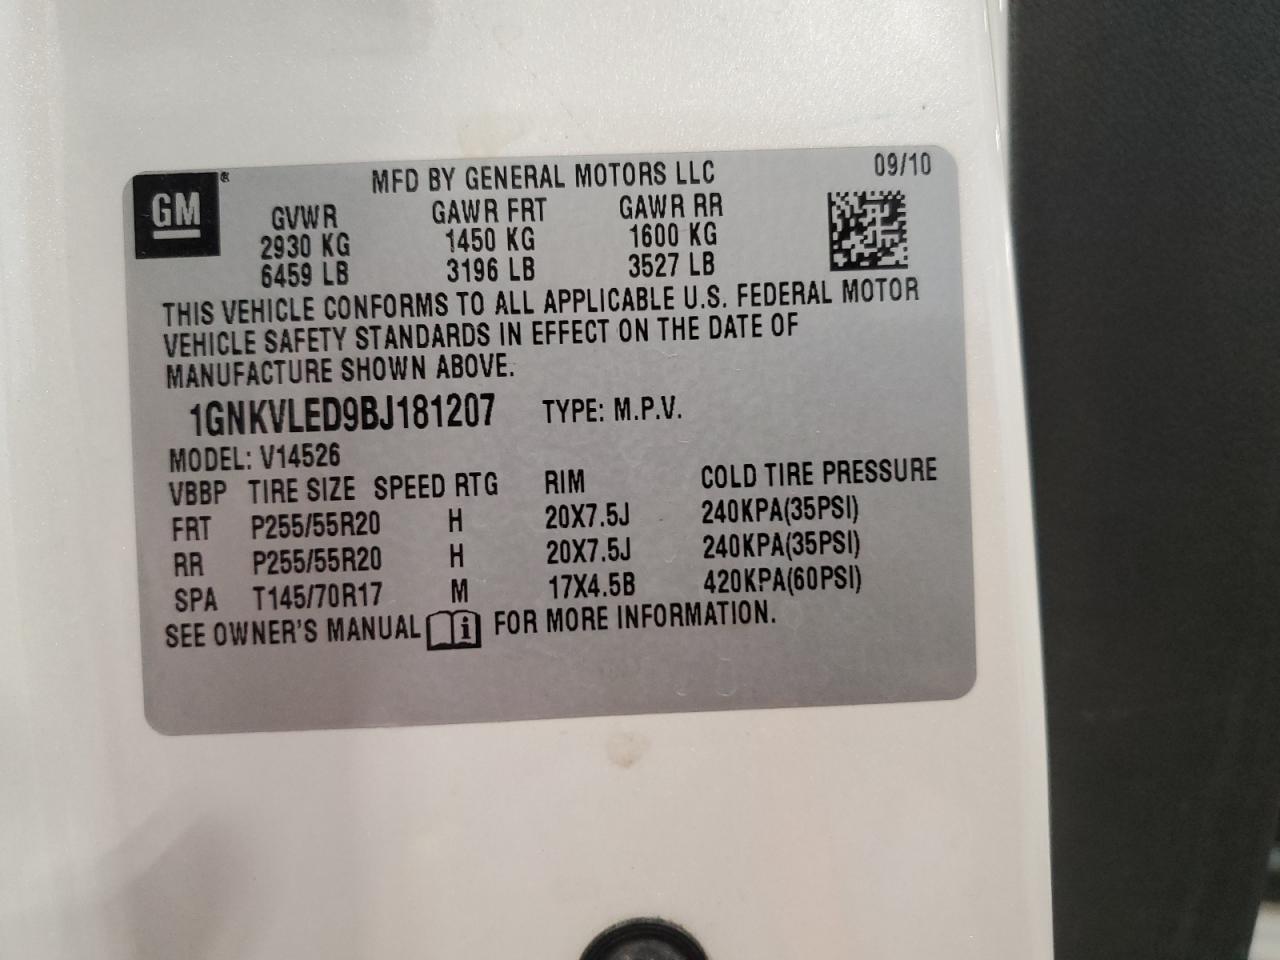 GM® MFD BY GENERAL MOTORS LLC 09/10
GVWR GAWR FRT GAWR RR
2930 KG 1450 KG 1600 KG
6459 LB 3196 LB 3527 LB
THIS VEHICLE CONFORMS TO ALL APPLICABLE U.S. FEDERAL MOTOR
VEHICLE SAFETY STANDARDS IN EFFECT ON THE DATE OF
MANUFACTURE SHOWN ABOVE.
1GNKVLED9BJ181207 TYPE: M.P.V.
MODEL: V14526
VBBP TIRE SIZE SPEED RTG RIM COLD TIRE PRESSURE
FRT P255/55R20 H 20X7.5J 240KPA(35PSI)
RR P255/55R20 H 20X7.5J 240KPA(35PSI)
SPA T145/70R17 M 17X4.5B 420KPA(60PSI)
SEE OWNER'S MANUAL i FOR MORE INFORMATION.